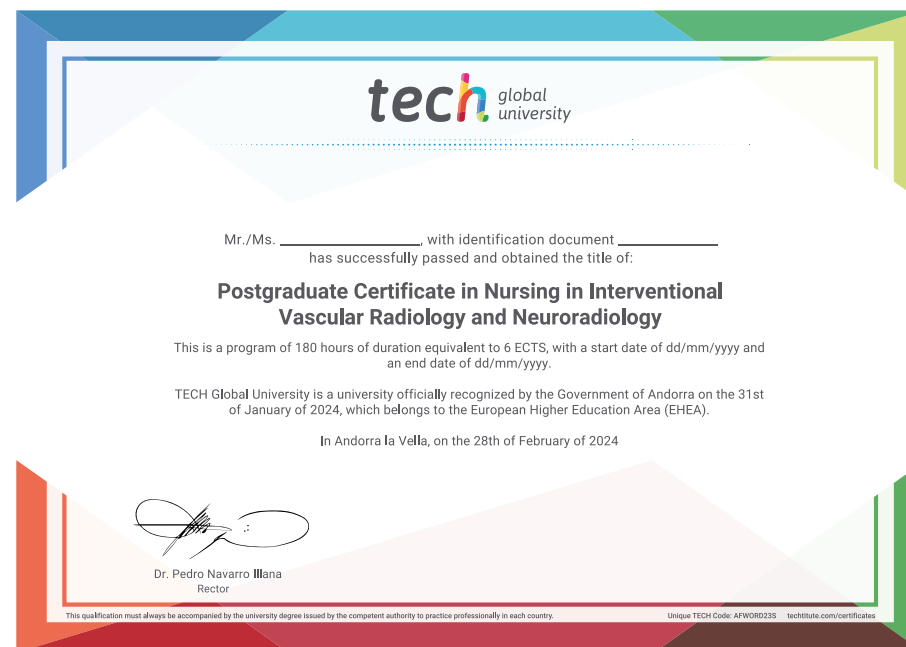 tech global
university
Mr./Ms. ____________, with identification document ____________
has successfully passed and obtained the title of:
Postgraduate Certificate in Nursing in Interventional
Vascular Radiology and Neuroradiology
This is a program of 180 hours of duration equivalent to 6 ECTS, with a start date of dd/mm/yyyy and
an end date of dd/mm/yyyy.
TECH Global University is a university officially recognized by the Government of Andorra on the 31st
of January of 2024, which belongs to the European Higher Education Area (EHEA).
In Andorra la Vella, on the 28th of February of 2024
Dr. Pedro Navarro Illana
Rector
This qualification must always be accompanied by the university degree issued by the competent authority to practice professionally in each country.
Unique TECH Code: AFWORD23S techtitute.com/certificates